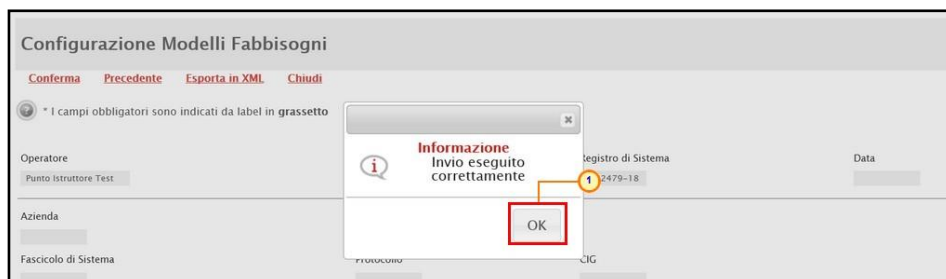 Configurazione Modelli Fabbisogni
Conferma Precedente Esporta in XML Chiudi
* I campi obbligatori sono indicati da label in grassetto
Informazione
Invio eseguito
correttamente
OK
1
Operatore Registro di Sistema Data
Punto Istruttore Test 2479-18
Azienda
Fascicolo di Sistema Protocollo CIG